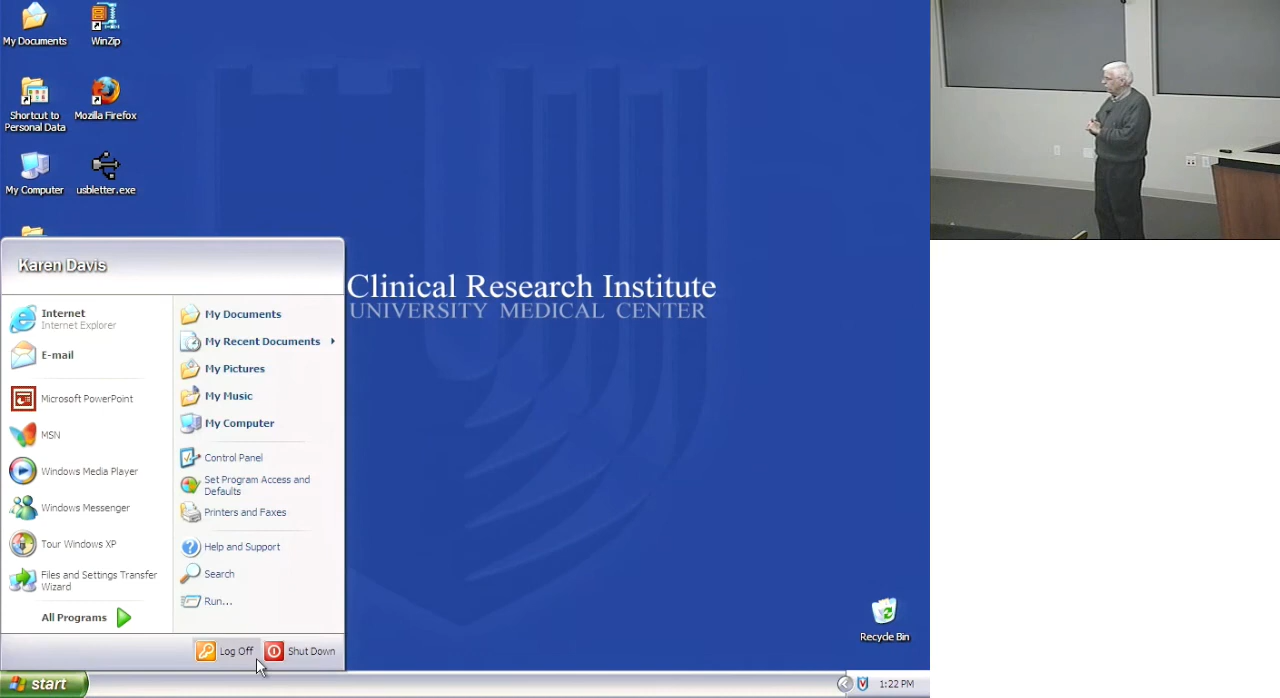 My Documents
WinZip
Shortcut to
Personal Data
Mozilla Firefox
My Computer
usbletter.exe
Karen Davis
Internet
Internet Explorer
E-mail
Microsoft PowerPoint
MSN
Windows Media Player
Windows Messenger
Tour Windows XP
Files and Settings Transfer
Wizard
All Programs
My Documents
My Recent Documents
My Pictures
My Music
My Computer
Control Panel
Set Program Access and
Defaults
Printers and Faxes
Help and Support
Search
Run...
Log Off
Shut Down
Clinical Research Institute
UNIVERSITY MEDICAL CENTER
Recycle Bin
start
1:22 PM